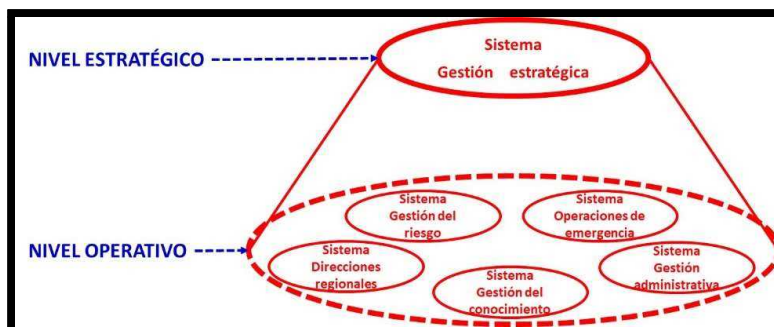 NIVEL ESTRATÉGICO
Sistema
Gestión estratégica
Sistema
Gestión del
riesgo
Sistema
Operaciones de
emergencia
NIVEL OPERATIVO
Sistema
Direcciones
regionales
Sistema
Gestión del
conocimiento
Sistema
Gestión
administrativa